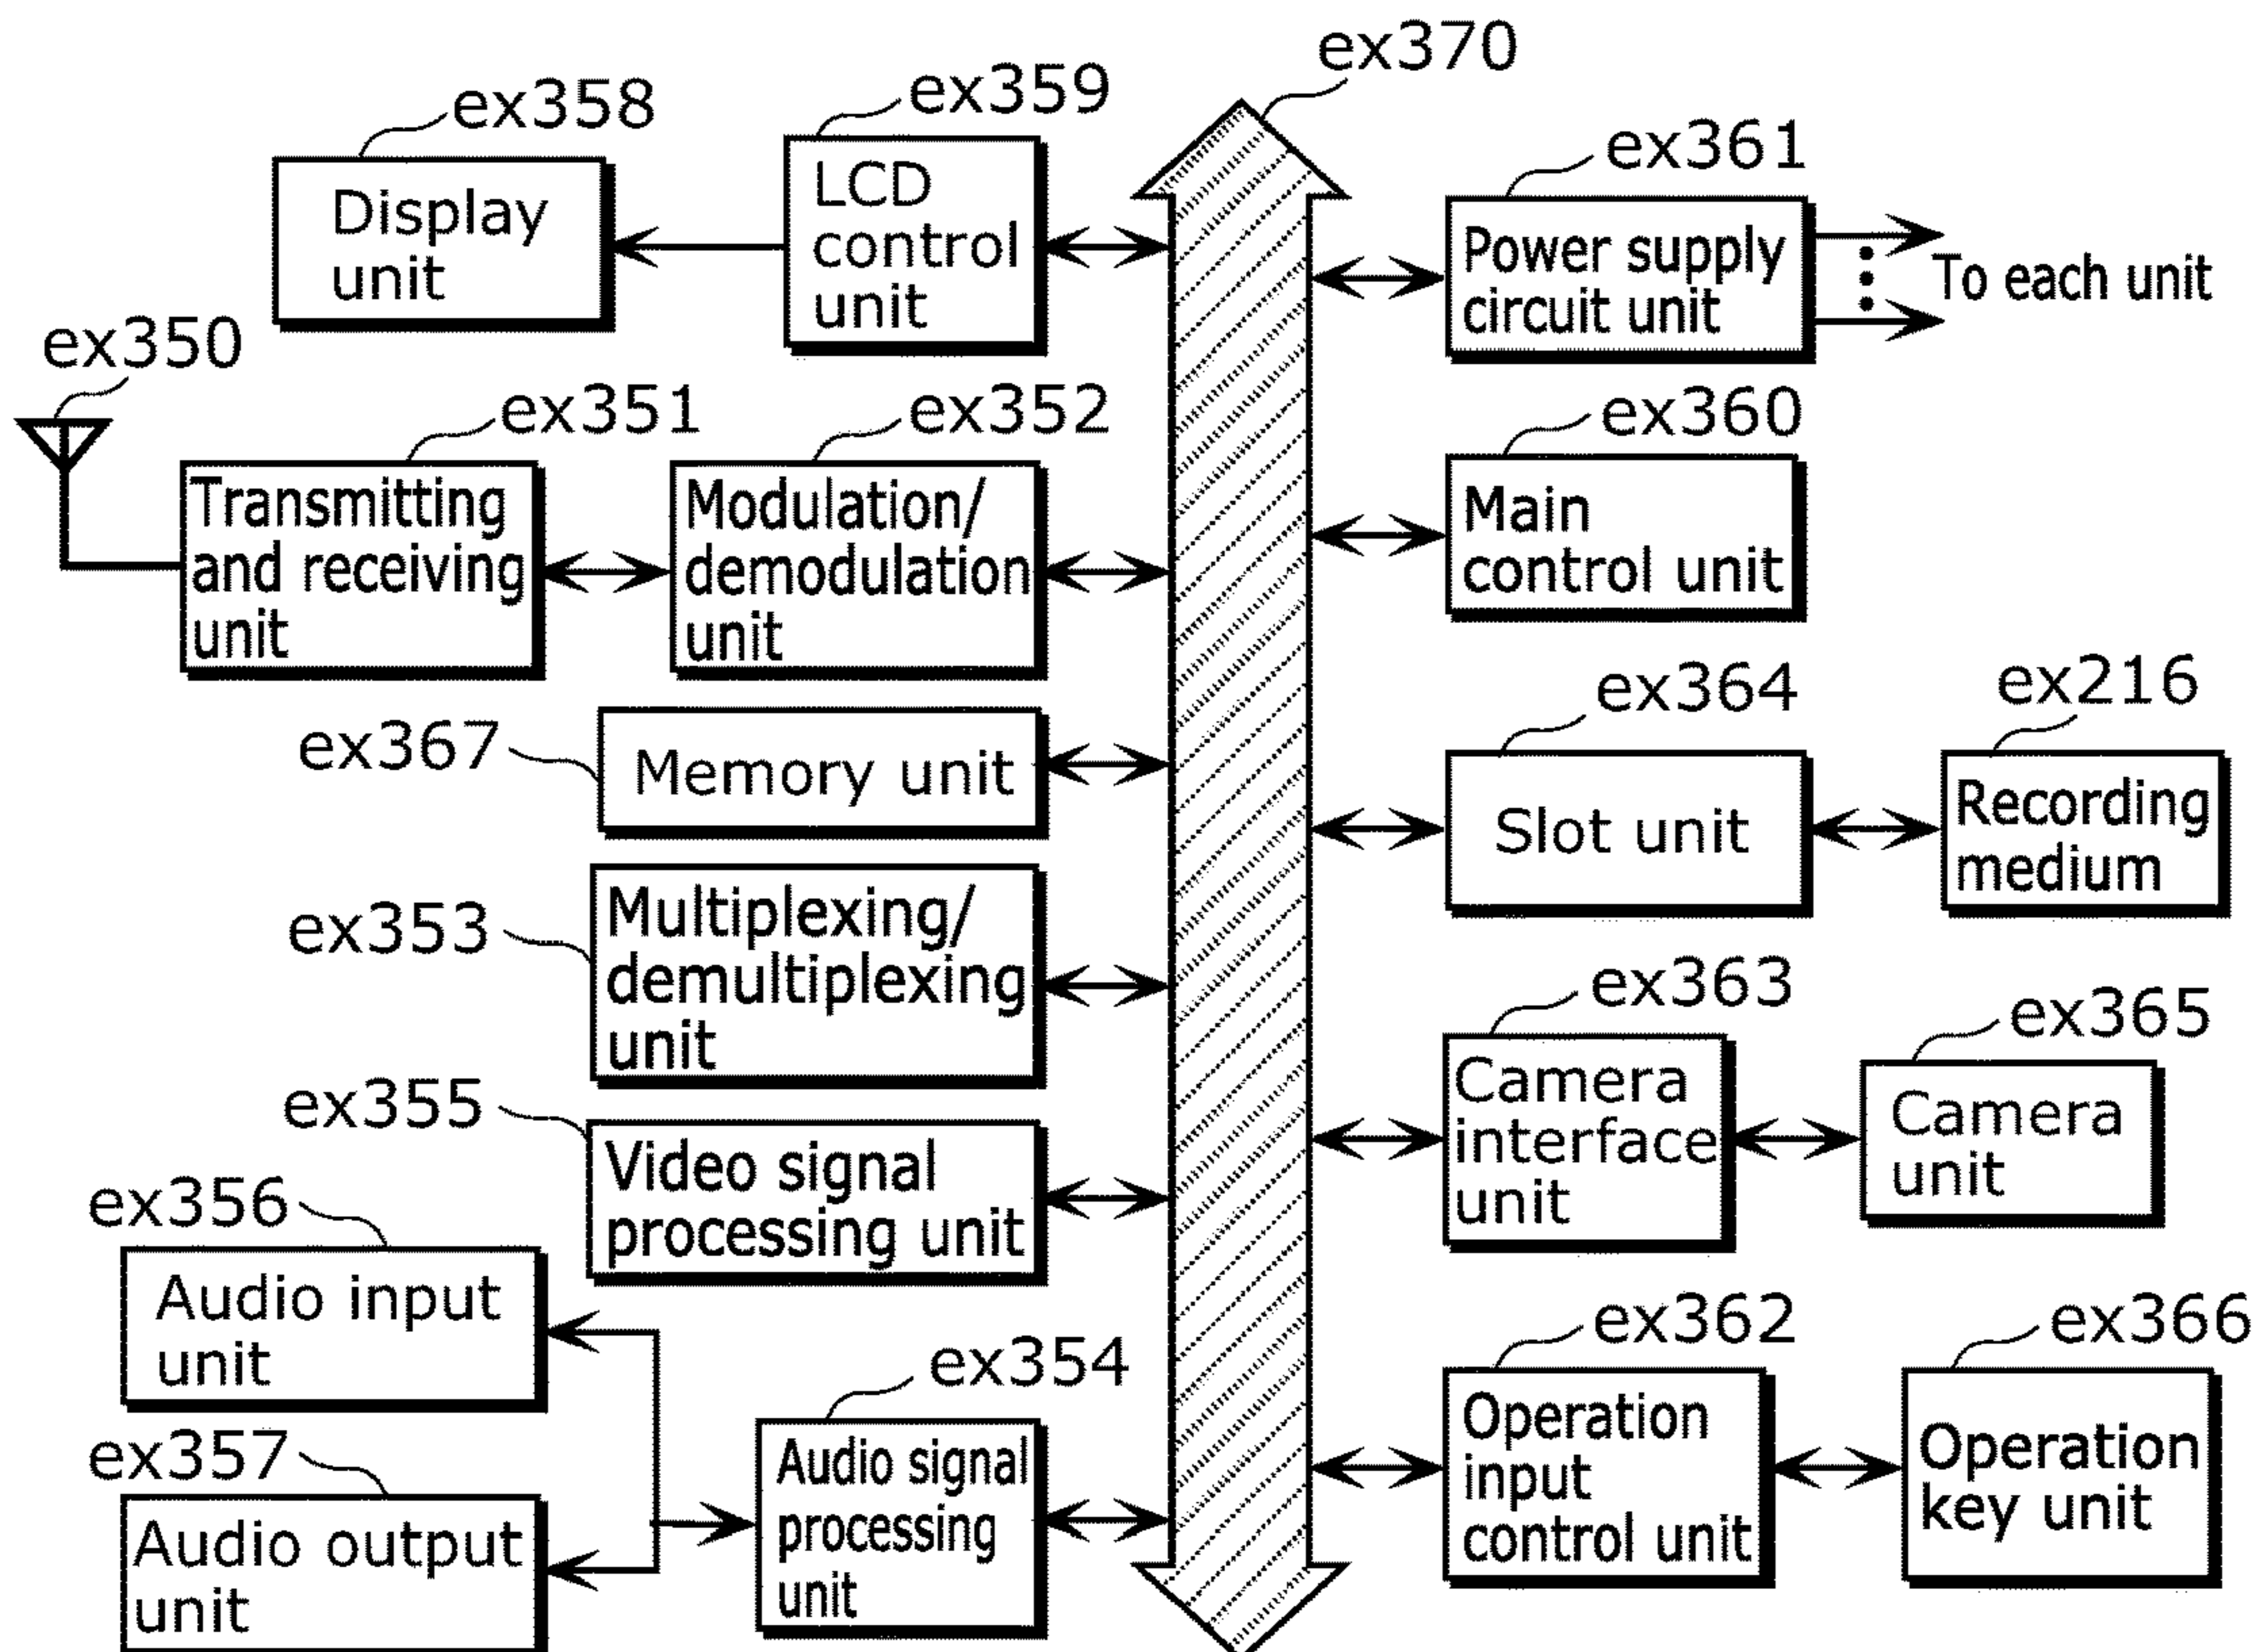 ex370
ex358
ex359
ex361
Display
unit
LCD
control
unit
Power supply
circuit unit
To each unit
ex350
ex351
ex352
ex360
Transmitting
and receiving
unit
Modulation/
demodulation
unit
Main
control unit
ex367
Memory unit
ex364
ex216
Slot unit
Recording
medium
ex353
Multiplexing/
demultiplexing
unit
ex363
ex365
Camera
interface
unit
Camera
unit
ex355
Video signal
processing unit
ex356
Audio input
unit
ex354
ex362
ex366
ex357
Audio output
unit
Audio signal
processing
unit
Operation
input
control unit
Operation
key unit